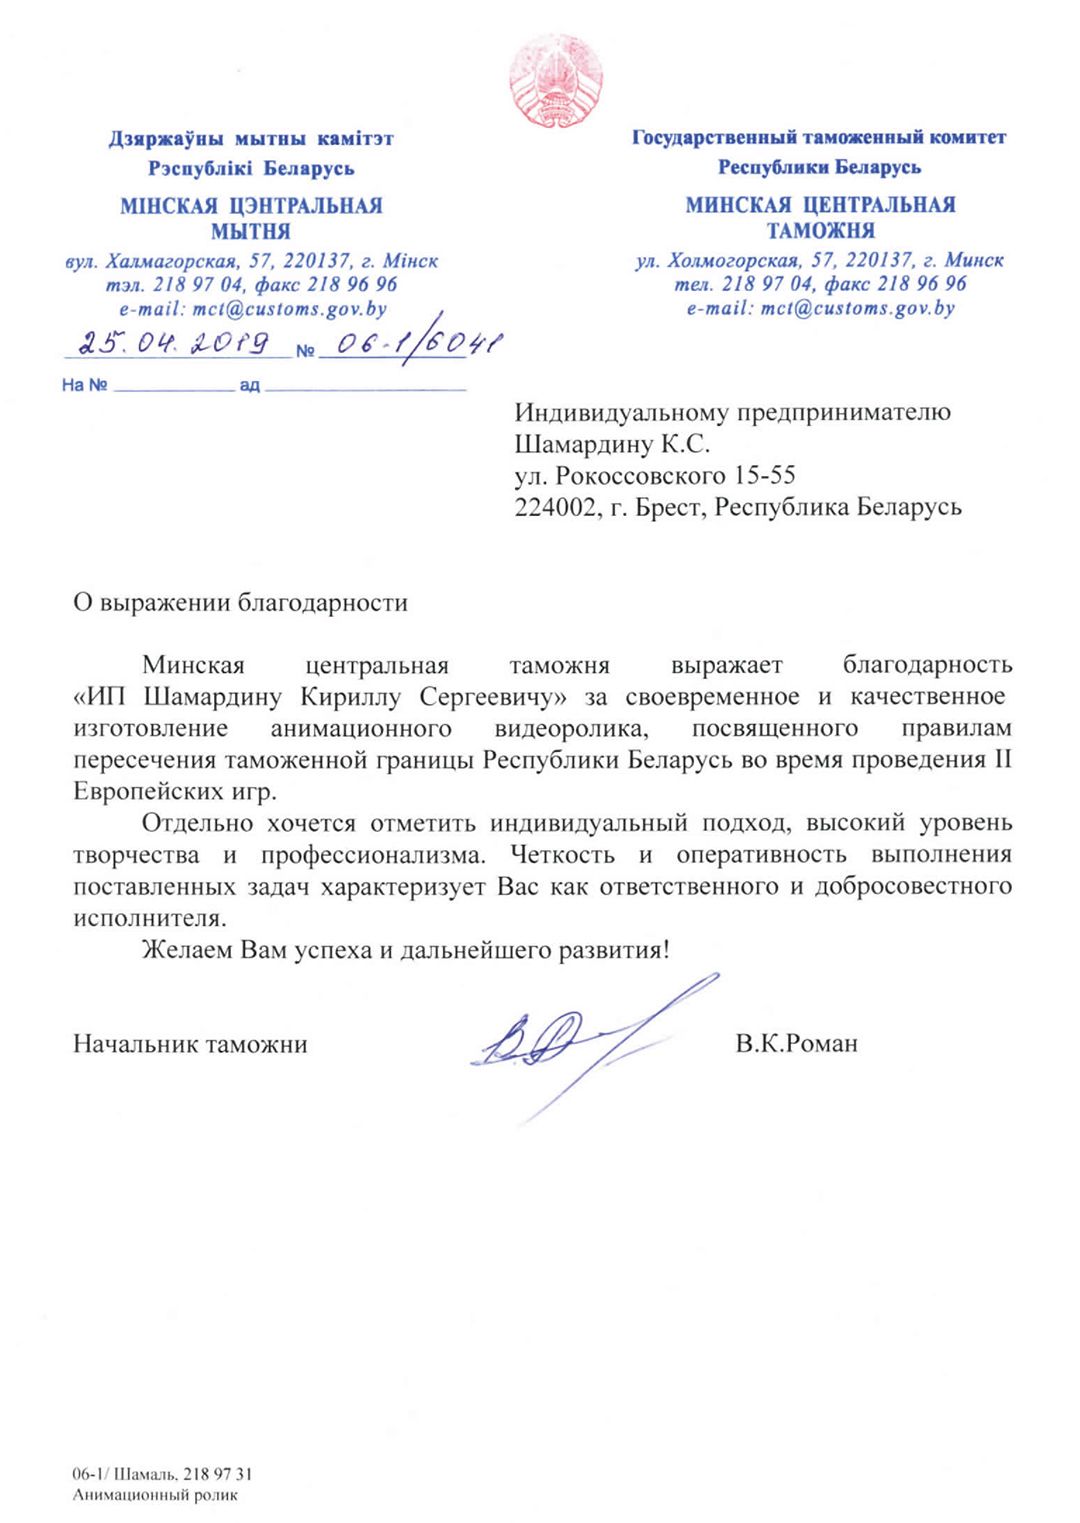 Дзяржаўны мытны камітэт
Рэспублікі Беларусь
МІНСКАЯ ЦЭНТРАЛЬНАЯ
МЫТНЯ
вул. Халмагорская, 57, 220137, г. Мінск
тэл. 218 97 04, факс 218 96 96
e-mail: mct@customs.gov.by
25.04.2019 № 06-1/6041
На № ад
Государственный таможенный комитет
Республики Беларусь
МИНСКАЯ ЦЕНТРАЛЬНАЯ
ТАМОЖНЯ
ул. Холмогорская, 57, 220137, г. Минск
тел. 218 97 04, факс 218 96 96
e-mail: mct@customs.gov.by
Индивидуальному предпринимателю
Шамардину К.С.
ул. Рокоссовского 15-55
224002, г. Брест, Республика Беларусь
О выражении благодарности
Минская центральная таможня выражает благодарность
«ИП Шамардину Кириллу Сергеевичу» за своевременное и качественное
изготовление анимационного видеоролика, посвященного правилам
пересечения таможенной границы Республики Беларусь во время проведения II
Европейских игр.
Отдельно хочется отметить индивидуальный подход, высокий уровень
творчества и профессионализма. Четкость и оперативность выполнения
поставленных задач характеризует Вас как ответственного и добросовестного
исполнителя.
Желаем Вам успеха и дальнейшего развития!
Начальник таможни В.К.Роман
06-1/ Шамаль, 218 97 31
Анимационный ролик